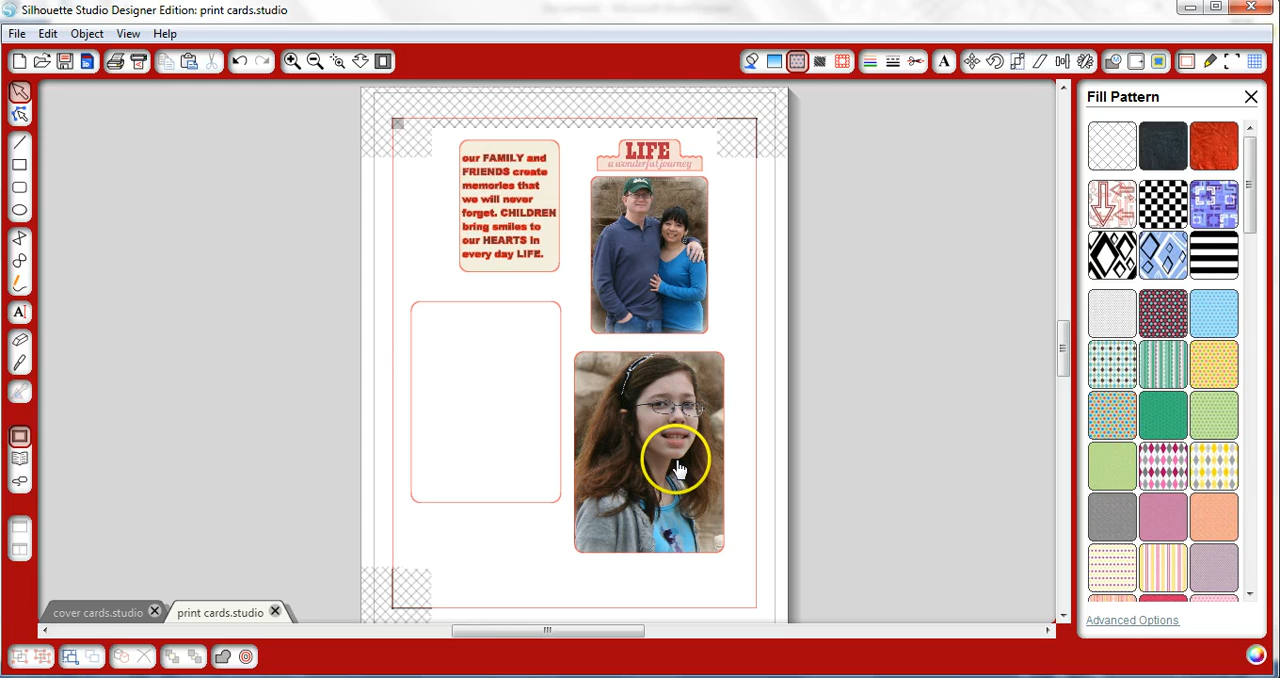 Silhouette Studio Designer Edition: print cards.studio
File Edit Object View Help
Fill Pattern
our FAMILY and
FRIENDS create
memories that
we will never
forget. CHILDREN
bring smiles to
our HEARTS in
every day LIFE.
LIFE
a wonderful journey
Advanced Options
cover cards.studio
print cards.studio